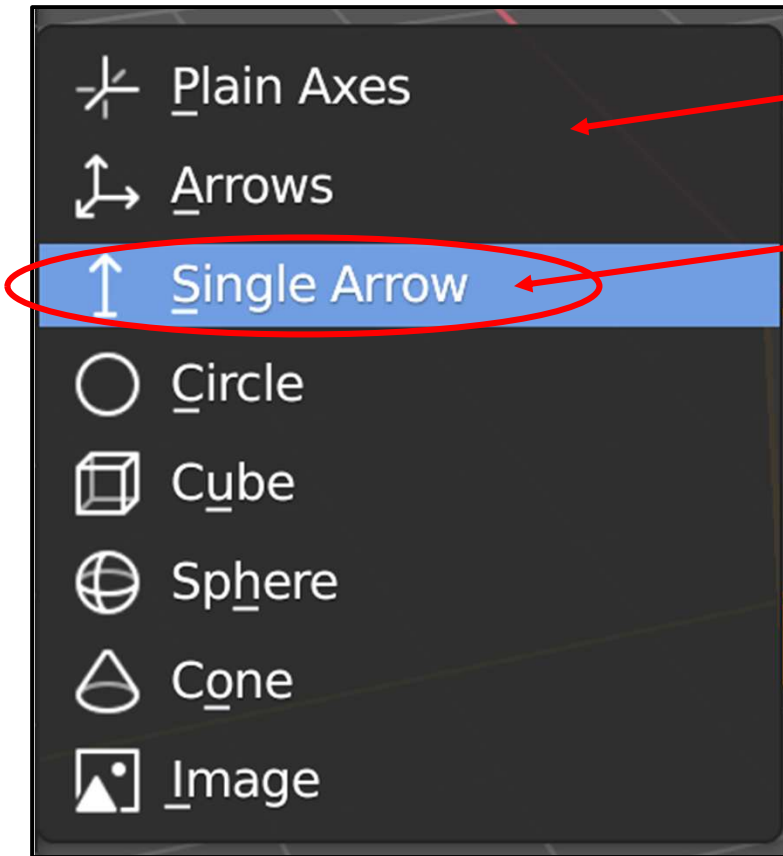 Plain Axes
Arrows
Single Arrow
Circle
Cube
Sphere
Cone
Image